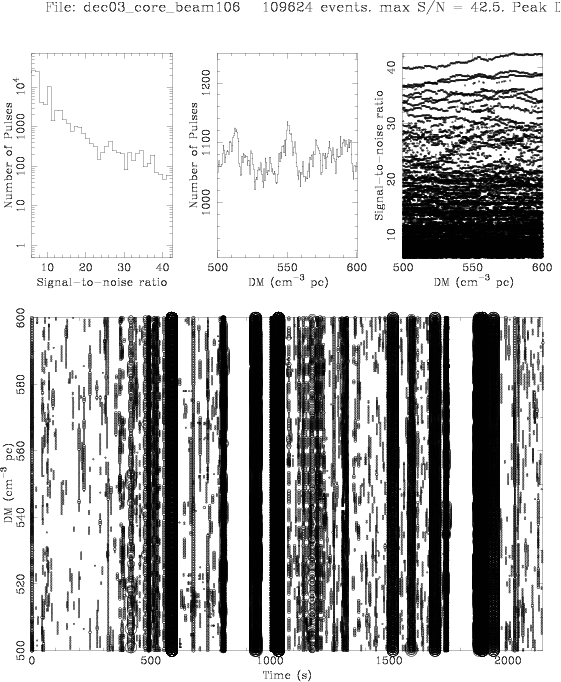 File: dec03_core_beam106 109624 events. max S/N = 42.5. Peak D
Number of Pulses
1 10 100 1000 10⁴
10 20 30 40
Signal-to-noise ratio
Number of Pulses
1000 1100 1200
500 550 600
DM (cm⁻³ pc)
Signal-to-noise ratio
10 20 30 40
500 550 600
DM (cm⁻³ pc)
DM (cm⁻³ pc)
500 520 540 560 580 600
0 500 1000 1500 2000
Time (s)